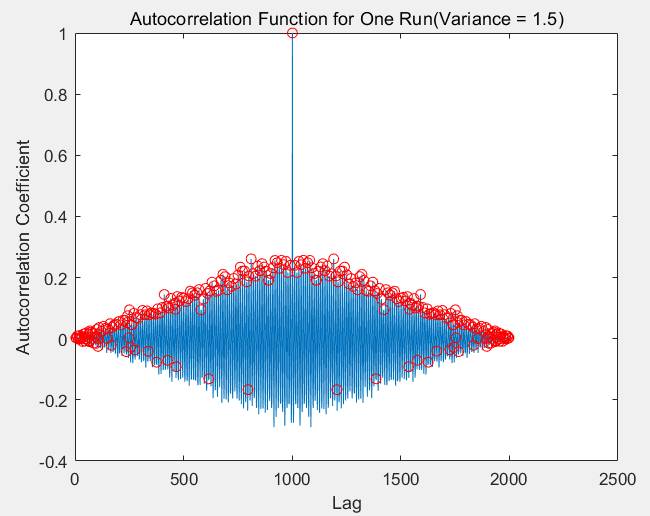 Autocorrelation Function for One Run(Variance = 1.5)
1
0.8
0.6
0.4
0.2
0
-0.2
-0.4
Autocorrelation Coefficient
0 500 1000 1500 2000 2500
Lag